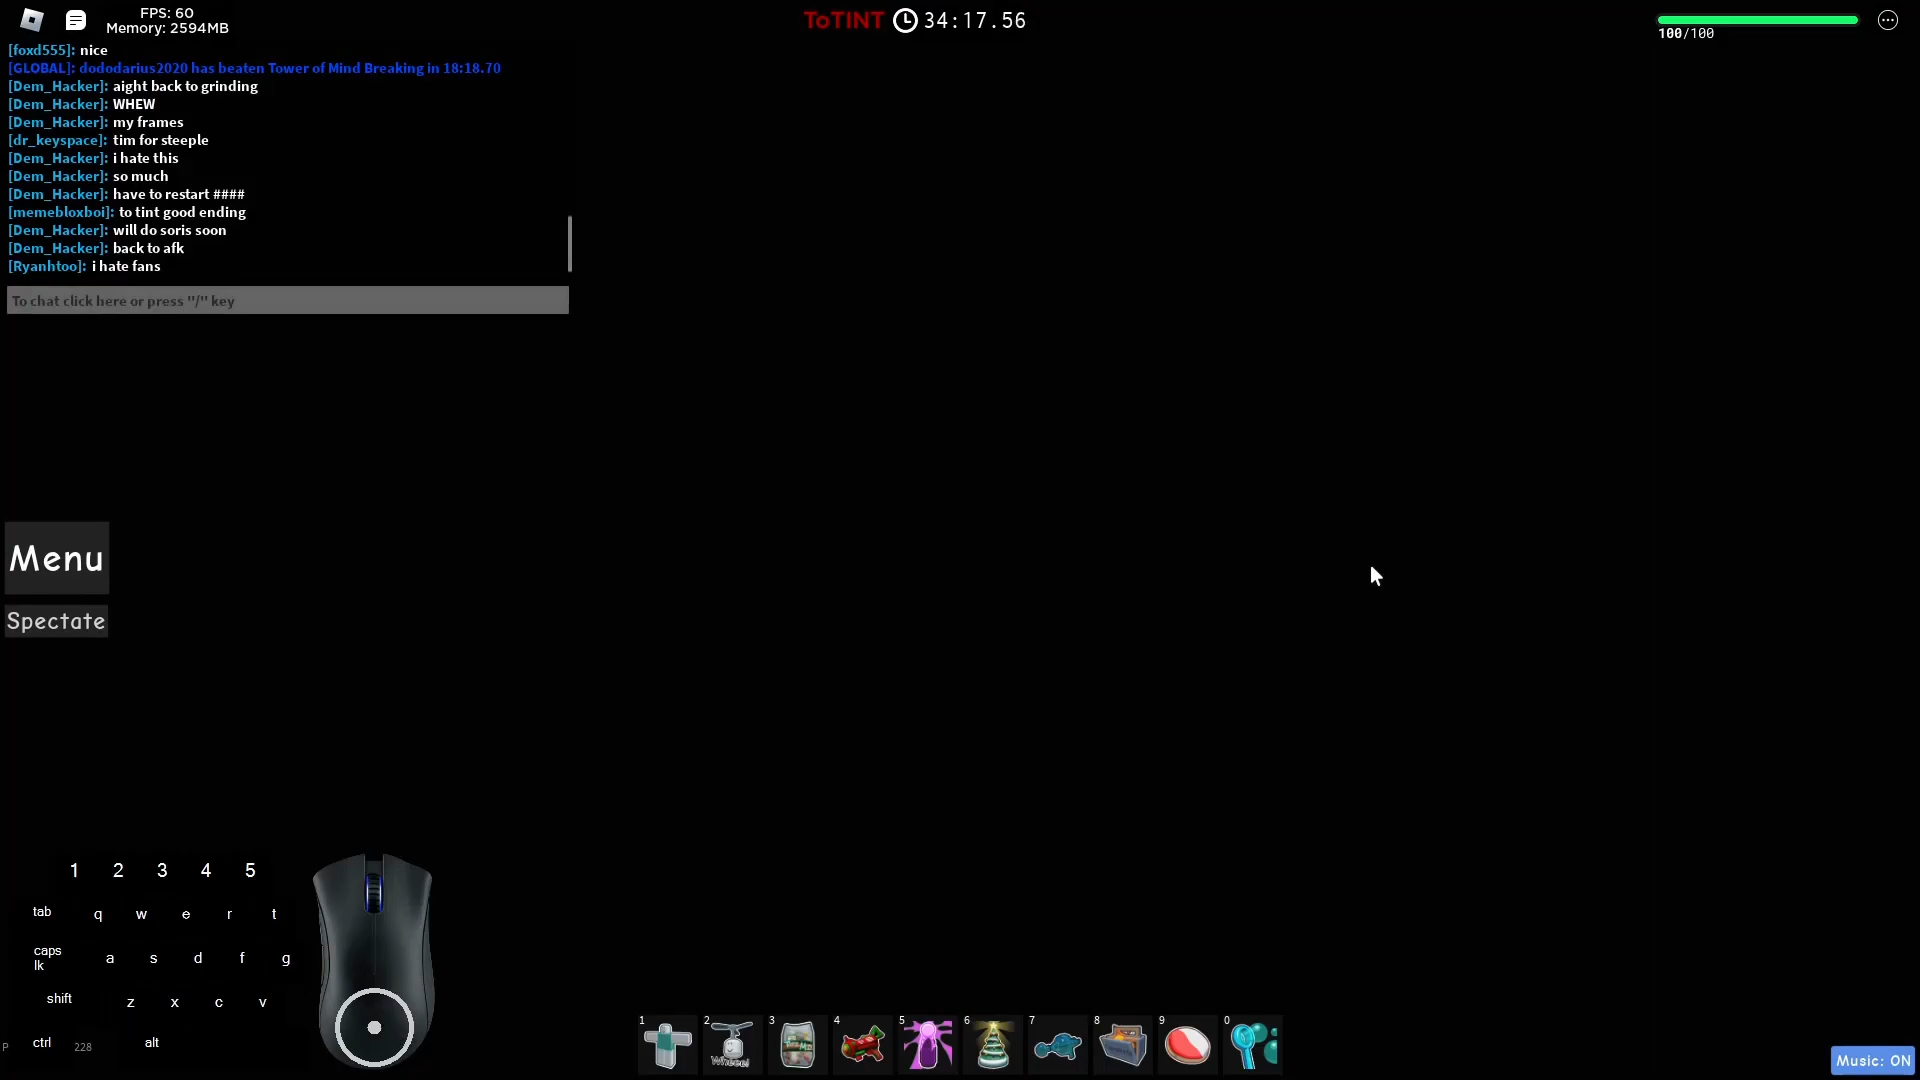 FPS: 60
Memory: 2594MB
ToTINT 34:17.56
100/100
[foxd555]: nice
[GLOBAL]: dododarius2020 has beaten Tower of Mind Breaking in 18:18.70
[Dem_Hacker]: aight back to grinding
[Dem_Hacker]: WHEW
[Dem_Hacker]: my frames
[dr_keyspace]: tim for steeple
[Dem_Hacker]: i hate this
[Dem_Hacker]: so much
[Dem_Hacker]: have to restart ####
[memebloxboi]: to tint good ending
[Dem_Hacker]: will do soris soon
[Dem_Hacker]: back to afk
[Ryanhtoo]: i hate fans
To chat click here or press "/" key
Menu
Spectate
1 2 3 4 5
tab q w e r t
caps lk a s d f g
shift z x c v
P ctrl 228 alt
1 2 3 4 5 6 7 8 9 0
Wheee!
Music: ON